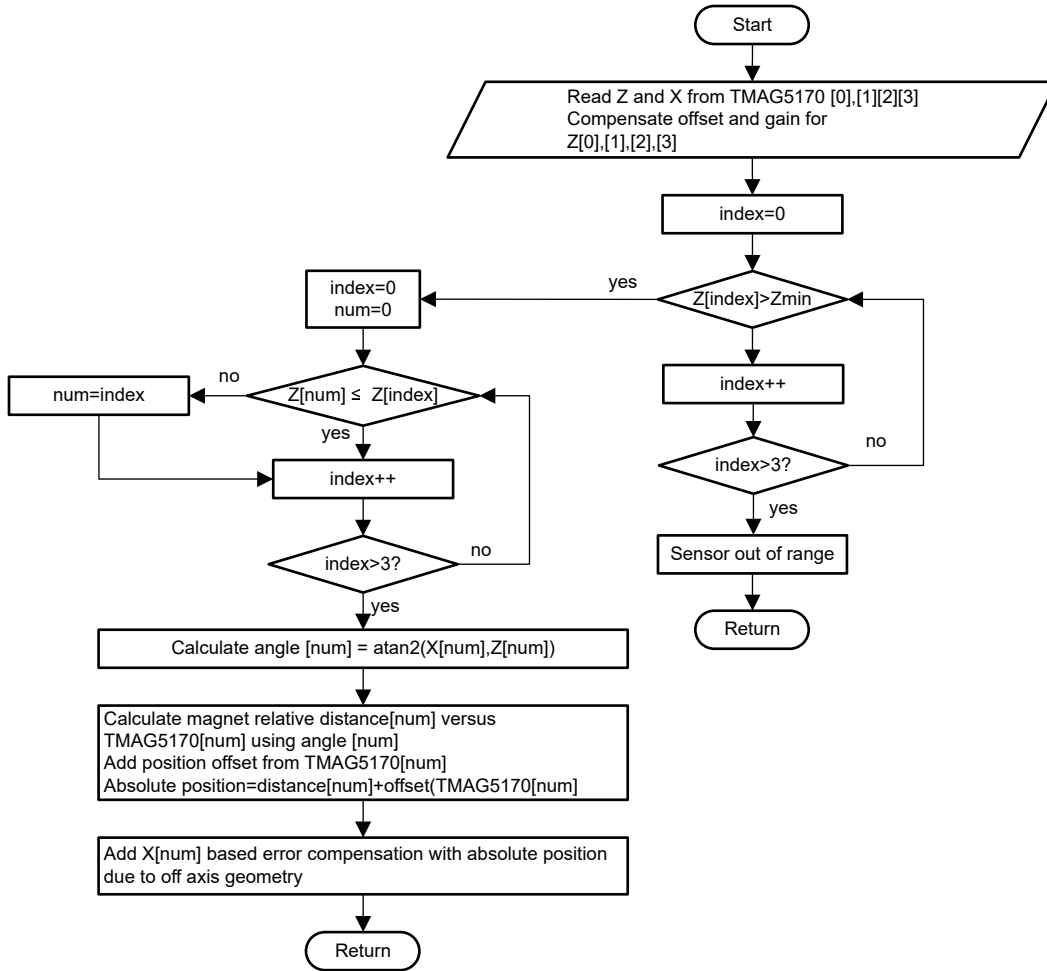 Start
Read Z and X from TMAG5170 [0],[1][2][3]
Compensate offset and gain for
Z[0],[1],[2],[3]
index=0
Z[index]>Zmin
yes
index++
index>3?
no
yes
Sensor out of range
Return
index=0
num=0
Z[num] ≤ Z[index]
no
num=index
yes
index++
index>3?
no
yes
Calculate angle [num] = atan2(X[num],Z[num])
Calculate magnet relative distance[num] versus
TMAG5170[num] using angle [num]
Add position offset from TMAG5170[num]
Absolute position=distance[num]+offset(TMAG5170[num]
Add X[num] based error compensation with absolute position
due to off axis geometry
Return